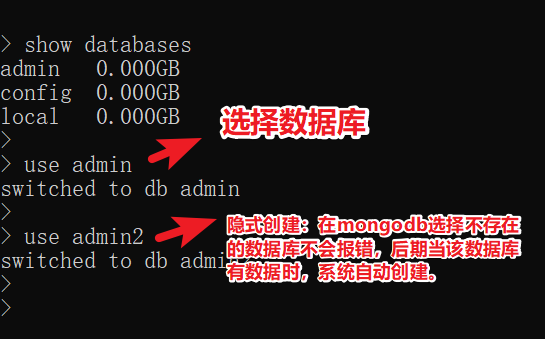 > show databases
admin 0.000GB
config 0.000GB
local 0.000GB
>
> use admin
选择数据库
switched to db admin
>
> use admin2
隐式创建：在mongodb选择不存在
的数据库不会报错，后期当该数据库
有数据时，系统自动创建。
switched to db admin
>
>